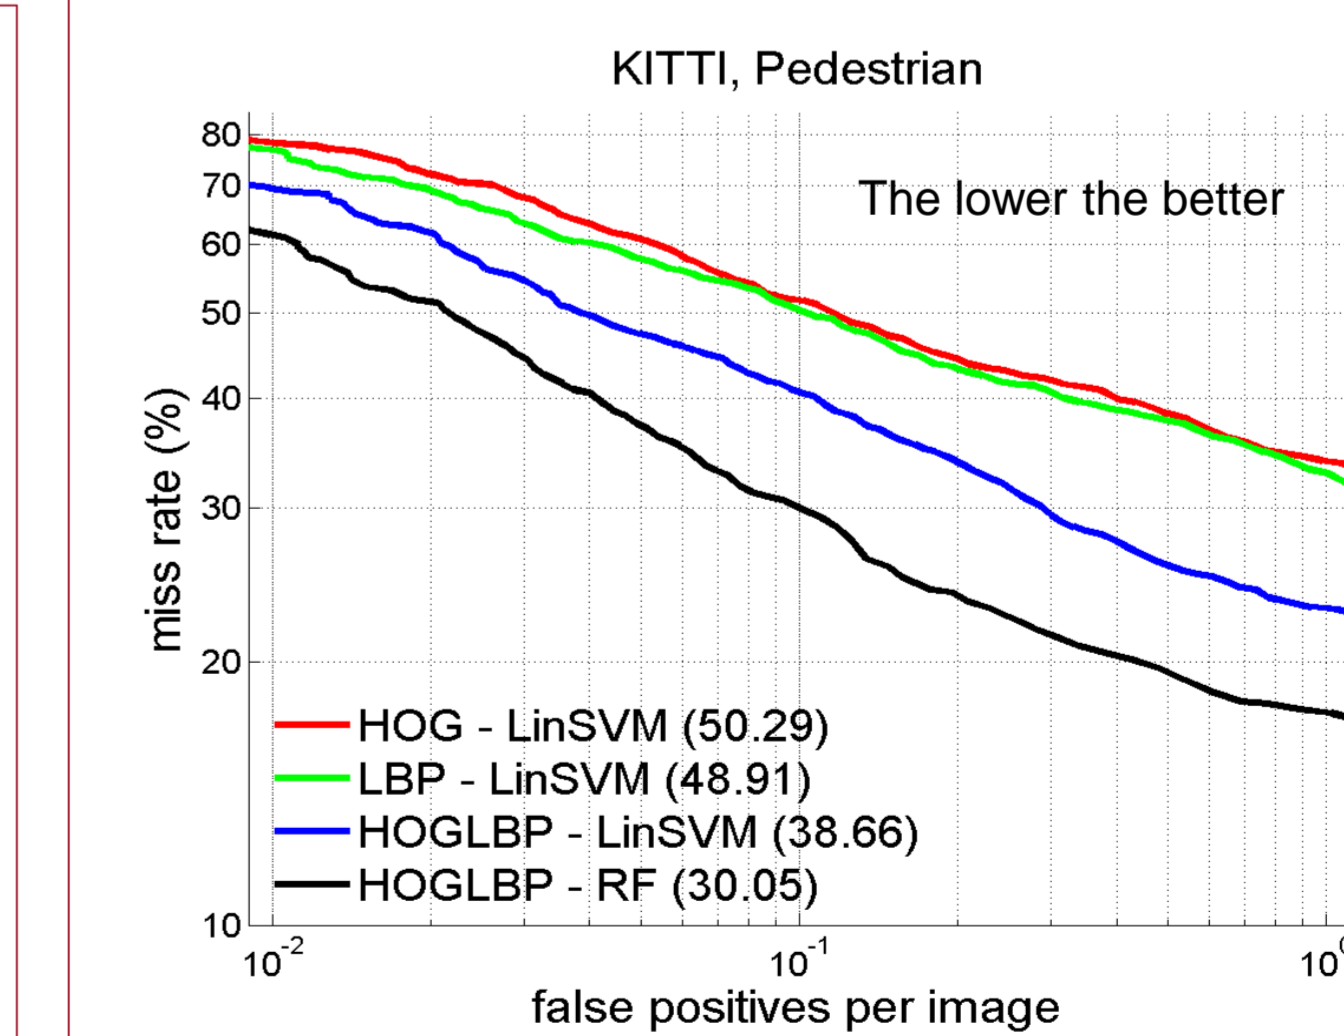 KITTI, Pedestrian
80
The lower the better
70
60
50
40
30
20
10
miss rate (%)
HOG - LinSVM (50.29)
LBP - LinSVM (48.91)
HOGLBP - LinSVM (38.66)
HOGLBP - RF (30.05)
10-2 10-1 100
false positives per image